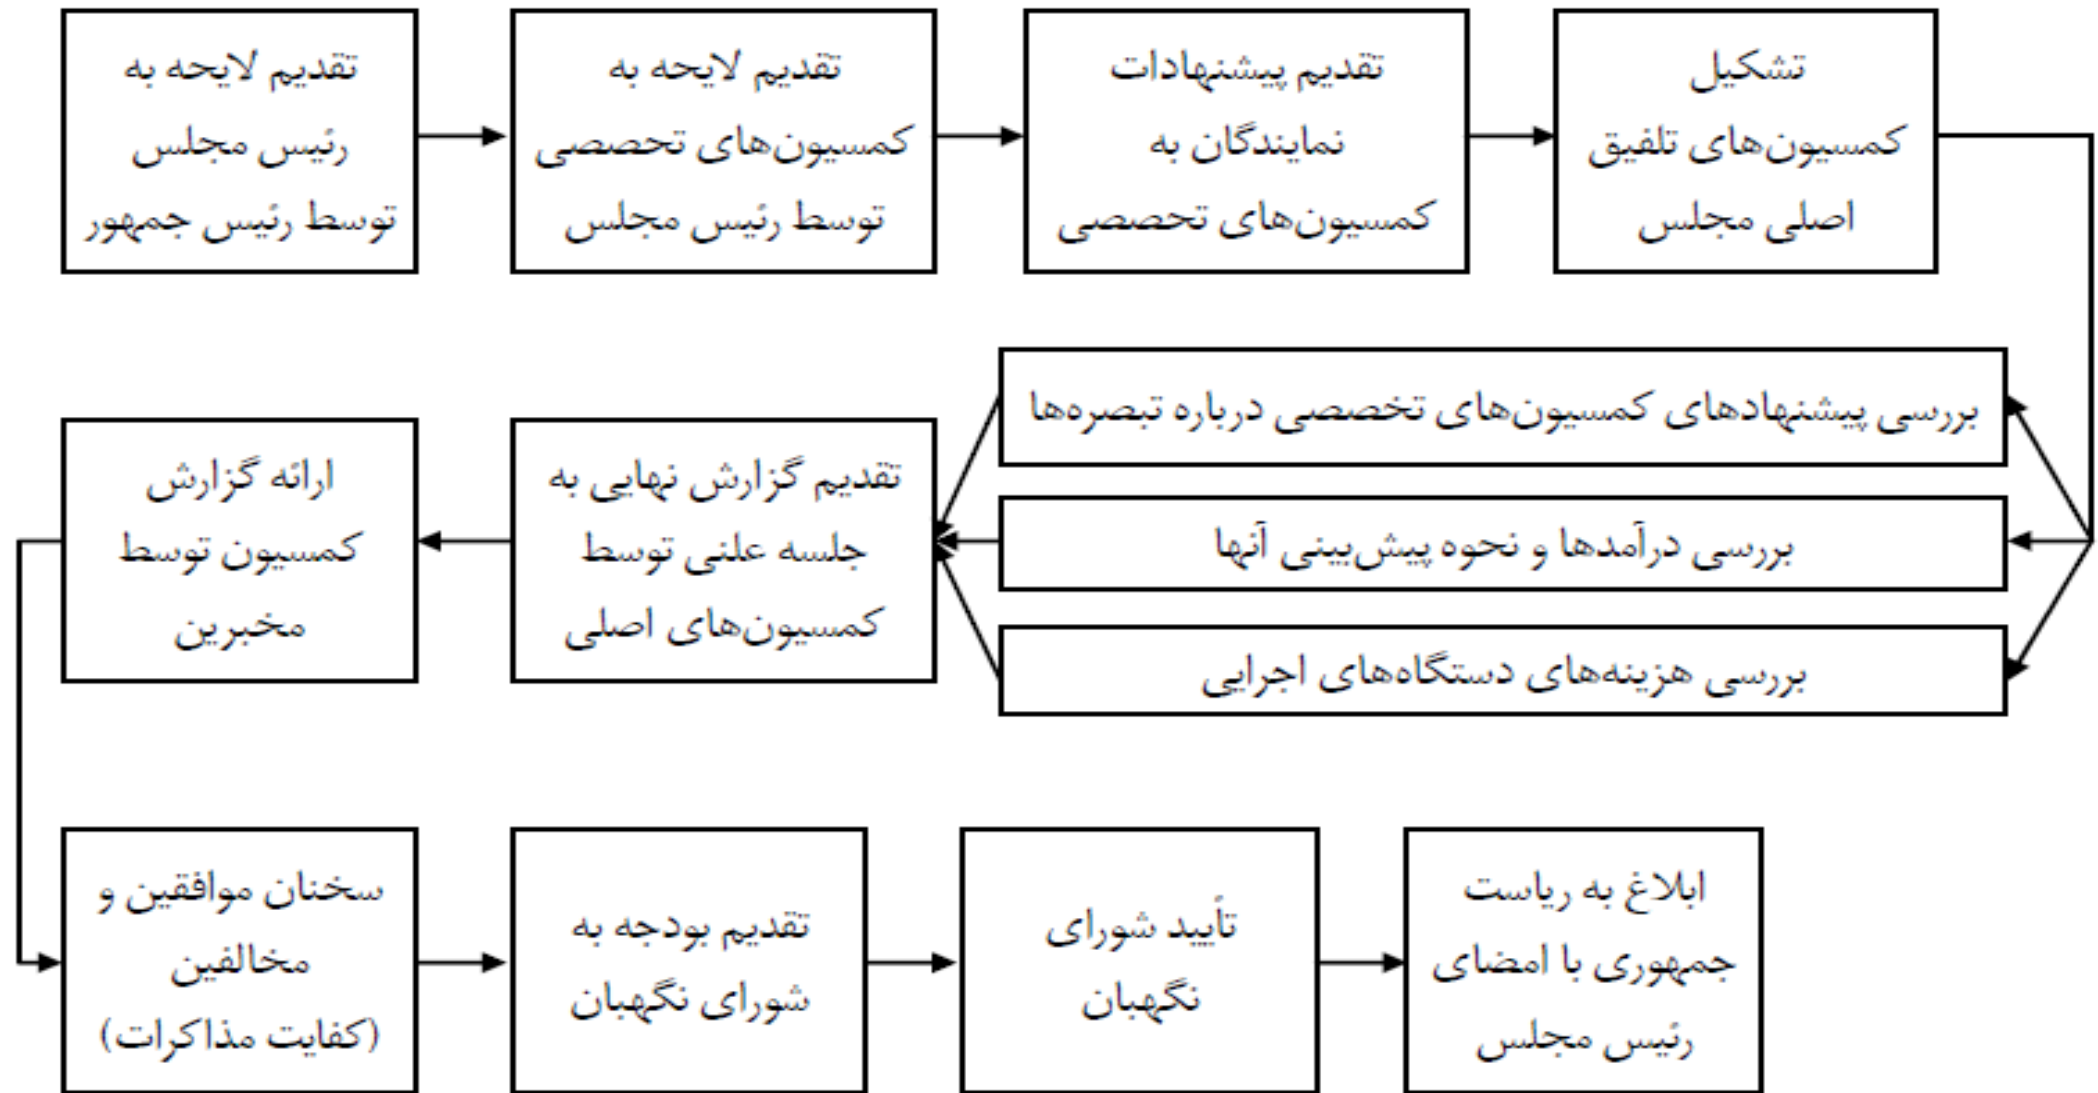 تقدیم لایحه به
رئیس مجلس
توسط رئیس جمهور
تقدیم لایحه به
کمسیون‌های تحصصی
توسط رئیس مجلس
تقدیم پیشنهادات
نمایندگان به
کمسیون‌های تحصصی
تشکیل
کمسیون‌های تلفیق
اصلی مجلس
بررسی پیشنهادهای کمسیون‌های تخصصی درباره تبصره‌ها
بررسی درآمدها و نحوه پیش‌بینی آنها
بررسی هزینه‌های دستگاه‌های اجرایی
تقدیم گزارش نهایی به
جلسه علنی توسط
کمسیون‌های اصلی
ارائه گزارش
کمسیون توسط
مخبرین
سخنان موافقین و
مخالفین
(کفایت مذاکرات)
تقدیم بودجه به
شورای نگهبان
تأیید شورای
نگهبان
ابلاغ به ریاست
جمهوری با امضای
رئیس مجلس